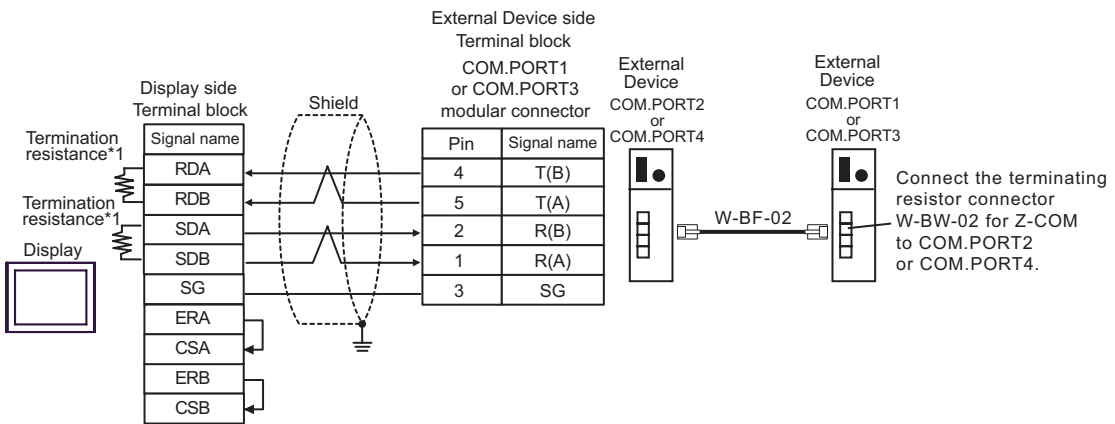 External Device side
Terminal block
COM.PORT1
or COM.PORT3
modular connector
Display side
Terminal block
Shield
External
Device
COM.PORT2
or
COM.PORT4
External
Device
COM.PORT1
or
COM.PORT3
Termination
resistance*1
Termination
resistance*1
Display
Signal name
RDA
RDB
SDA
SDB
SG
ERA
CSA
ERB
CSB
Pin Signal name
4 T(B)
5 T(A)
2 R(B)
1 R(A)
3 SG
W-BF-02
Connect the terminating
resistor connector
W-BW-02 for Z-COM
to COM.PORT2
or COM.PORT4.